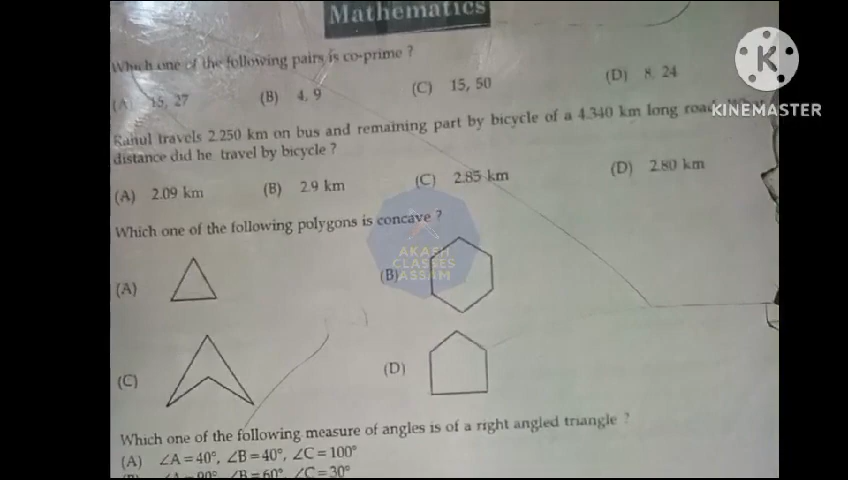 Mathematics
K
KINEMASTER
Which one of the following pairs is co-prime ?
(A) 15, 27 (B) 4, 9 (C) 15, 50 (D) 8, 24
Rahul travels 2.250 km on bus and remaining part by bicycle of a 4.340 km long road.
distance did he travel by bicycle ?
(A) 2.09 km (B) 2.9 km (C) 2.85 km (D) 2.80 km
Which one of the following polygons is concave ?
AKASH
CLASSES
ASSAM
(A) (B)
(C) (D)
Which one of the following measure of angles is of a right angled triangle ?
(A) ∠A = 40°, ∠B = 40°, ∠C = 100°
∠A = 90°, ∠B = 60°, ∠C = 30°